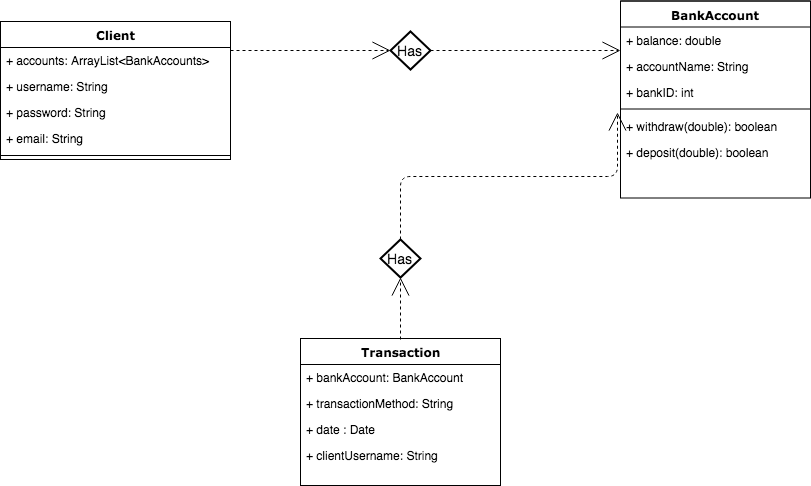 Client
+ accounts: ArrayList<BankAccounts>
+ username: String
+ password: String
+ email: String
Has
BankAccount
+ balance: double
+ accountName: String
+ bankID: int
+ withdraw(double): boolean
+ deposit(double): boolean
Has
Transaction
+ bankAccount: BankAccount
+ transactionMethod: String
+ date : Date
+ clientUsername: String